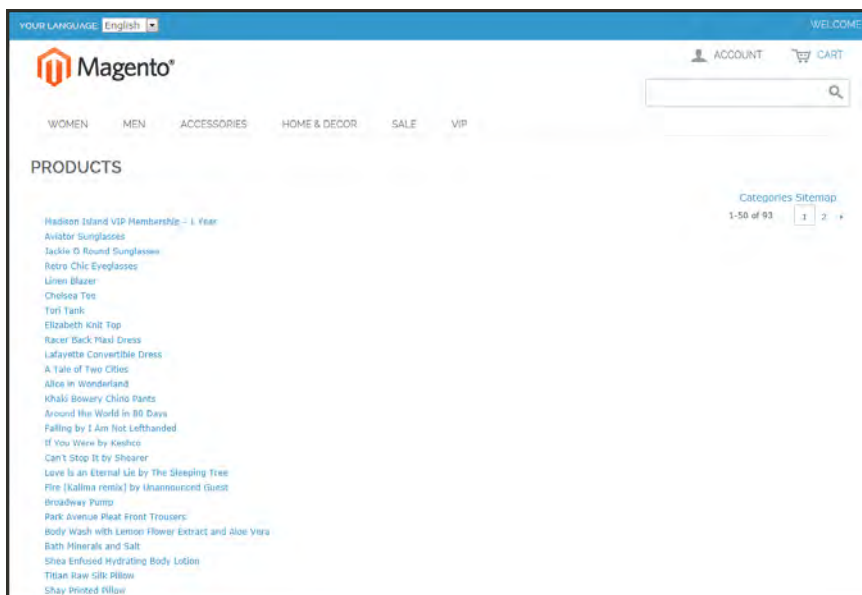 YOUR LANGUAGE: English WELCOME
Magento®
ACCOUNT CART
WOMEN MEN ACCESSORIES HOME & DECOR SALE VIP
PRODUCTS
Categories Sitemap
1-50 of 93 1 2
Madison Island VIP Membership - 1 Year
Aviator Sunglasses
Jackie O Round Sunglasses
Retro Chic Eyeglasses
Linen Blazer
Chelsea Tee
Tori Tank
Elizabeth Knit Top
Racer Back Maxi Dress
Lafayette Convertible Dress
A Tale of Two Cities
Alice in Wonderland
Khaki Bowery Chino Pants
Around the World in 80 Days
Falling by I Am Not Lefthanded
If You Were by Keshco
Can't Stop It by Shearer
Love is an Eternal Lie by The Sleeping Tree
Fire [Kalima remix] by Unannounced Guest
Broadway Pump
Park Avenue Pleat Front Trousers
Body Wash with Lemon Flower Extract and Aloe Vera
Bath Minerals and Salt
Shea Enfused Hydrating Body Lotion
Titian Raw Silk Pillow
Shay Printed Pillow